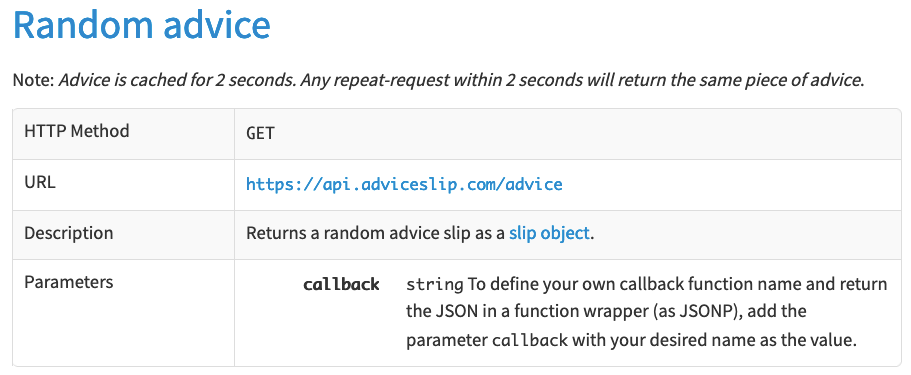 Random advice
Note: Advice is cached for 2 seconds. Any repeat-request within 2 seconds will return the same piece of advice.
HTTP Method GET
URL https://api.adviceslip.com/advice
Description Returns a random advice slip as a slip object.
Parameters callback string To define your own callback function name and return
the JSON in a function wrapper (as JSONP), add the
parameter callback with your desired name as the value.